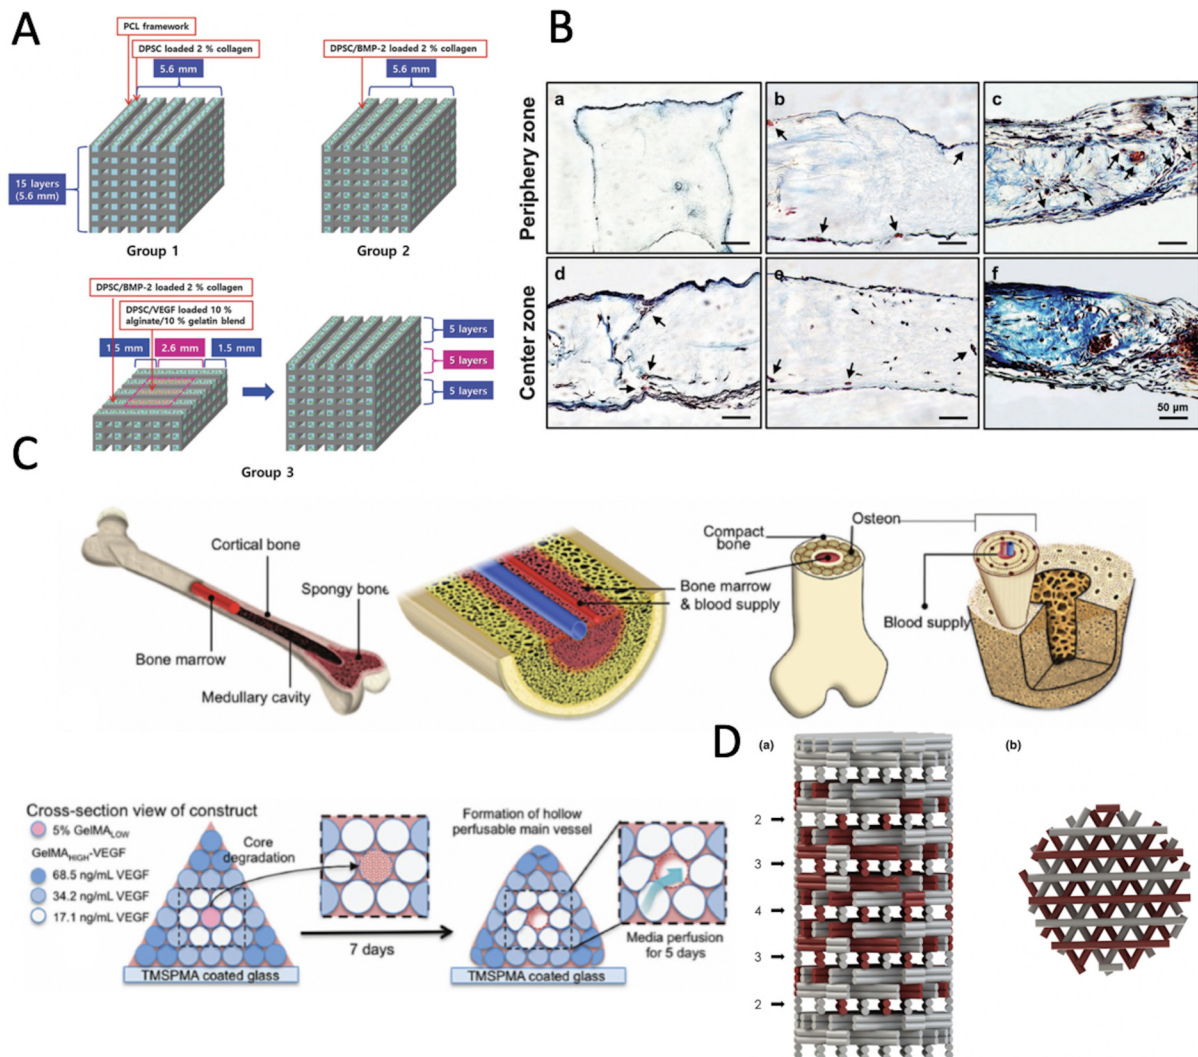 A
PCL framework
DPSC loaded 2 % collagen
5.6 mm
15 layers
(5.6 mm)
Group 1
DPSC/BMP-2 loaded 2 % collagen
5.6 mm
Group 2
DPSC/BMP-2 loaded 2 % collagen
DPSC/VEGF loaded 10 %
alginate/10 % gelatin blend
1.5 mm
2.6 mm
1.5 mm
5 layers
5 layers
5 layers
Group 3
B
Periphery zone
Center zone
a
b
c
d
e
f
50 µm
C
Cortical bone
Spongy bone
Bone marrow
Medullary cavity
Bone marrow
& blood supply
Compact
bone
Osteon
Blood supply
Cross-section view of construct
5% GelMALOW
GelMAHIGH-VEGF
68.5 ng/mL VEGF
34.2 ng/mL VEGF
17.1 ng/mL VEGF
TMSPMA coated glass
Core
degradation
7 days
Formation of hollow
perfusable main vessel
TMSPMA coated glass
Media perfusion
for 5 days
D
(a)
2
3
4
3
2
(b)